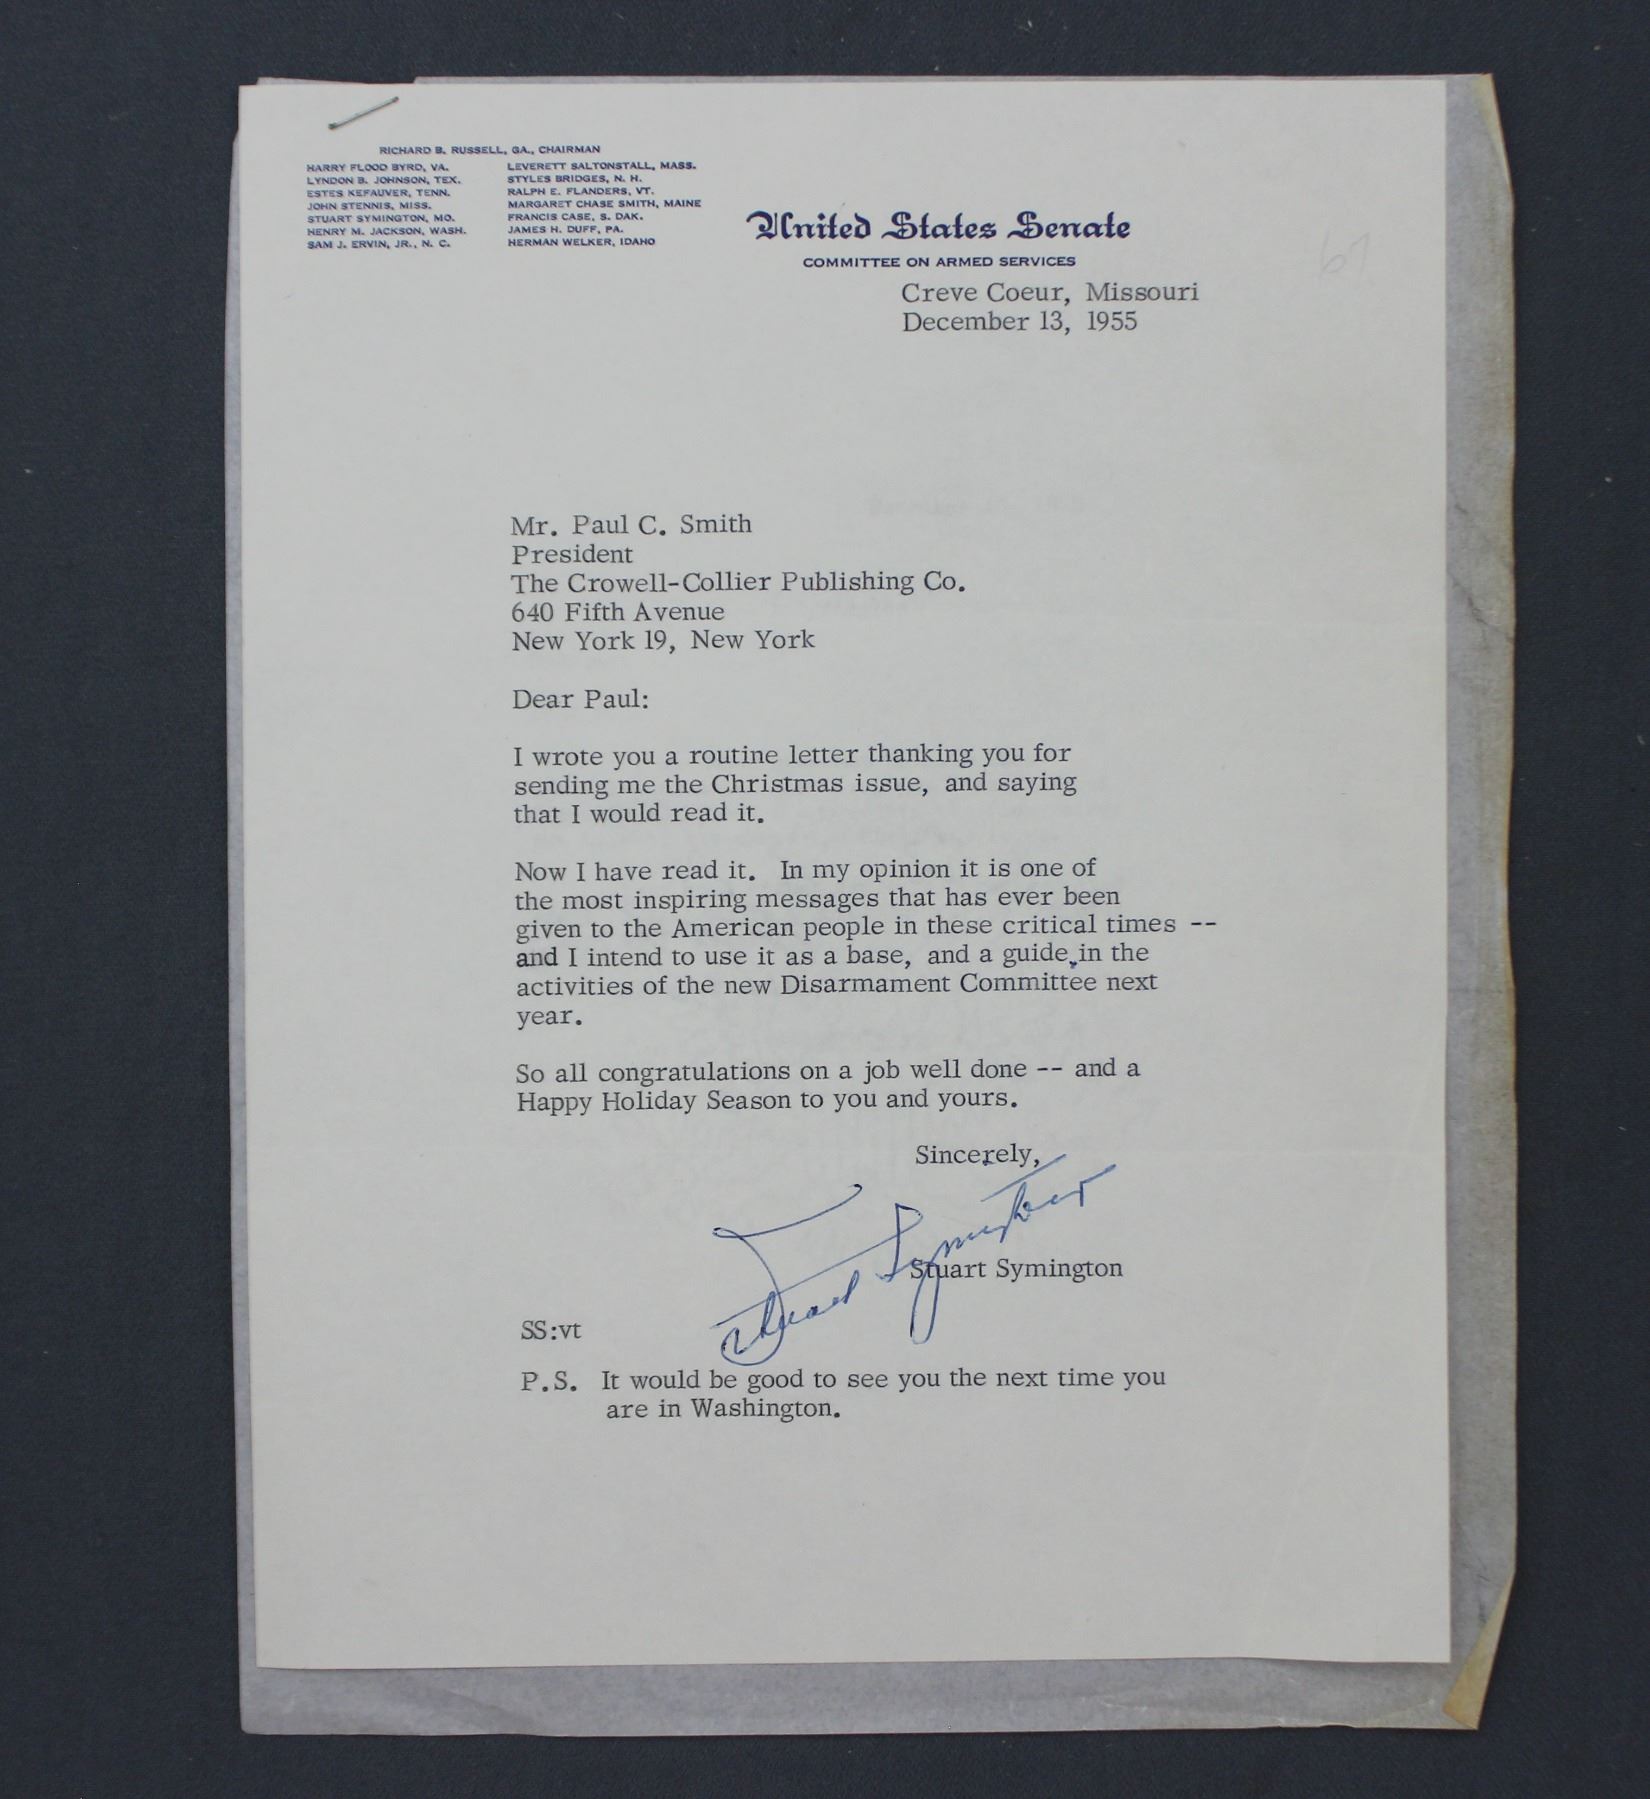 RICHARD B. RUSSELL, GA., CHAIRMAN
HARRY FLOOD BYRD, VA.
LYNDON B. JOHNSON, TEX.
ESTES KEFAUVER, TENN.
JOHN STENNIS, MISS.
STUART SYMINGTON, MO.
HENRY M. JACKSON, WASH.
SAM J. ERVIN, JR., N. C.
LEVERETT SALTONSTALL, MASS.
STYLES BRIDGES, N. H.
RALPH E. FLANDERS, VT.
MARGARET CHASE SMITH, MAINE
FRANCIS CASE, S. DAK.
JAMES H. DUFF, PA.
HERMAN WELKER, IDAHO
United States Senate
COMMITTEE ON ARMED SERVICES
Creve Coeur, Missouri
December 13, 1955
67
Mr. Paul C. Smith
President
The Crowell-Collier Publishing Co.
640 Fifth Avenue
New York 19, New York
Dear Paul:
I wrote you a routine letter thanking you for
sending me the Christmas issue, and saying
that I would read it.
Now I have read it. In my opinion it is one of
the most inspiring messages that has ever been
given to the American people in these critical times --
and I intend to use it as a base, and a guide, in the
activities of the new Disarmament Committee next
year.
So all congratulations on a job well done -- and a
Happy Holiday Season to you and yours.
Sincerely,
Stuart Symington
Stuart Symington
SS:vt
P.S. It would be good to see you the next time you
are in Washington.